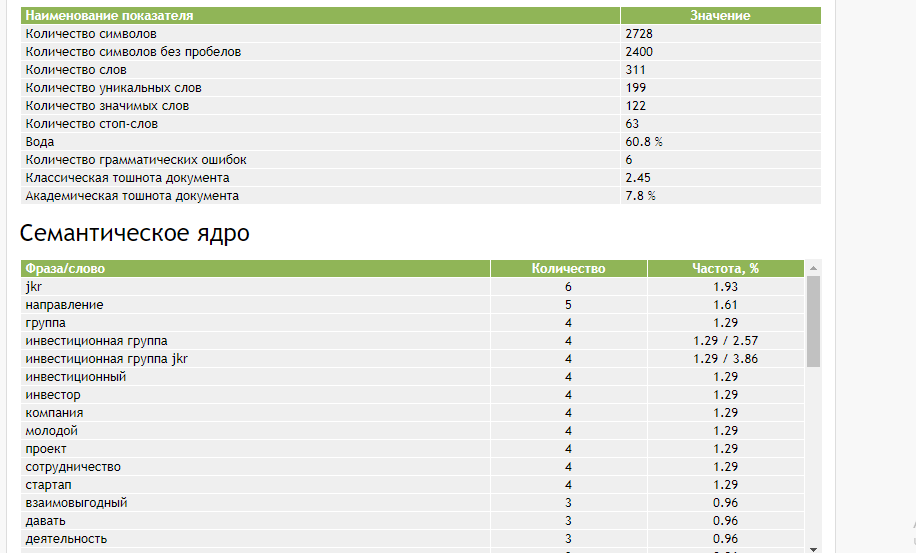 Наименование показателя Значение
Количество символов 2728
Количество символов без пробелов 2400
Количество слов 311
Количество уникальных слов 199
Количество значимых слов 122
Количество стоп-слов 63
Вода 60.8 %
Количество грамматических ошибок 6
Классическая тошнота документа 2.45
Академическая тошнота документа 7.8 %
Семантическое ядро
Фраза/слово Количество Частота, %
jkr 6 1.93
направление 5 1.61
группа 4 1.29
инвестиционная группа 4 1.29 / 2.57
инвестиционная группа jkr 4 1.29 / 3.86
инвестиционный 4 1.29
инвестор 4 1.29
компания 4 1.29
молодой 4 1.29
проект 4 1.29
сотрудничество 4 1.29
стартап 4 1.29
взаимовыгодный 3 0.96
давать 3 0.96
деятельность 3 0.96